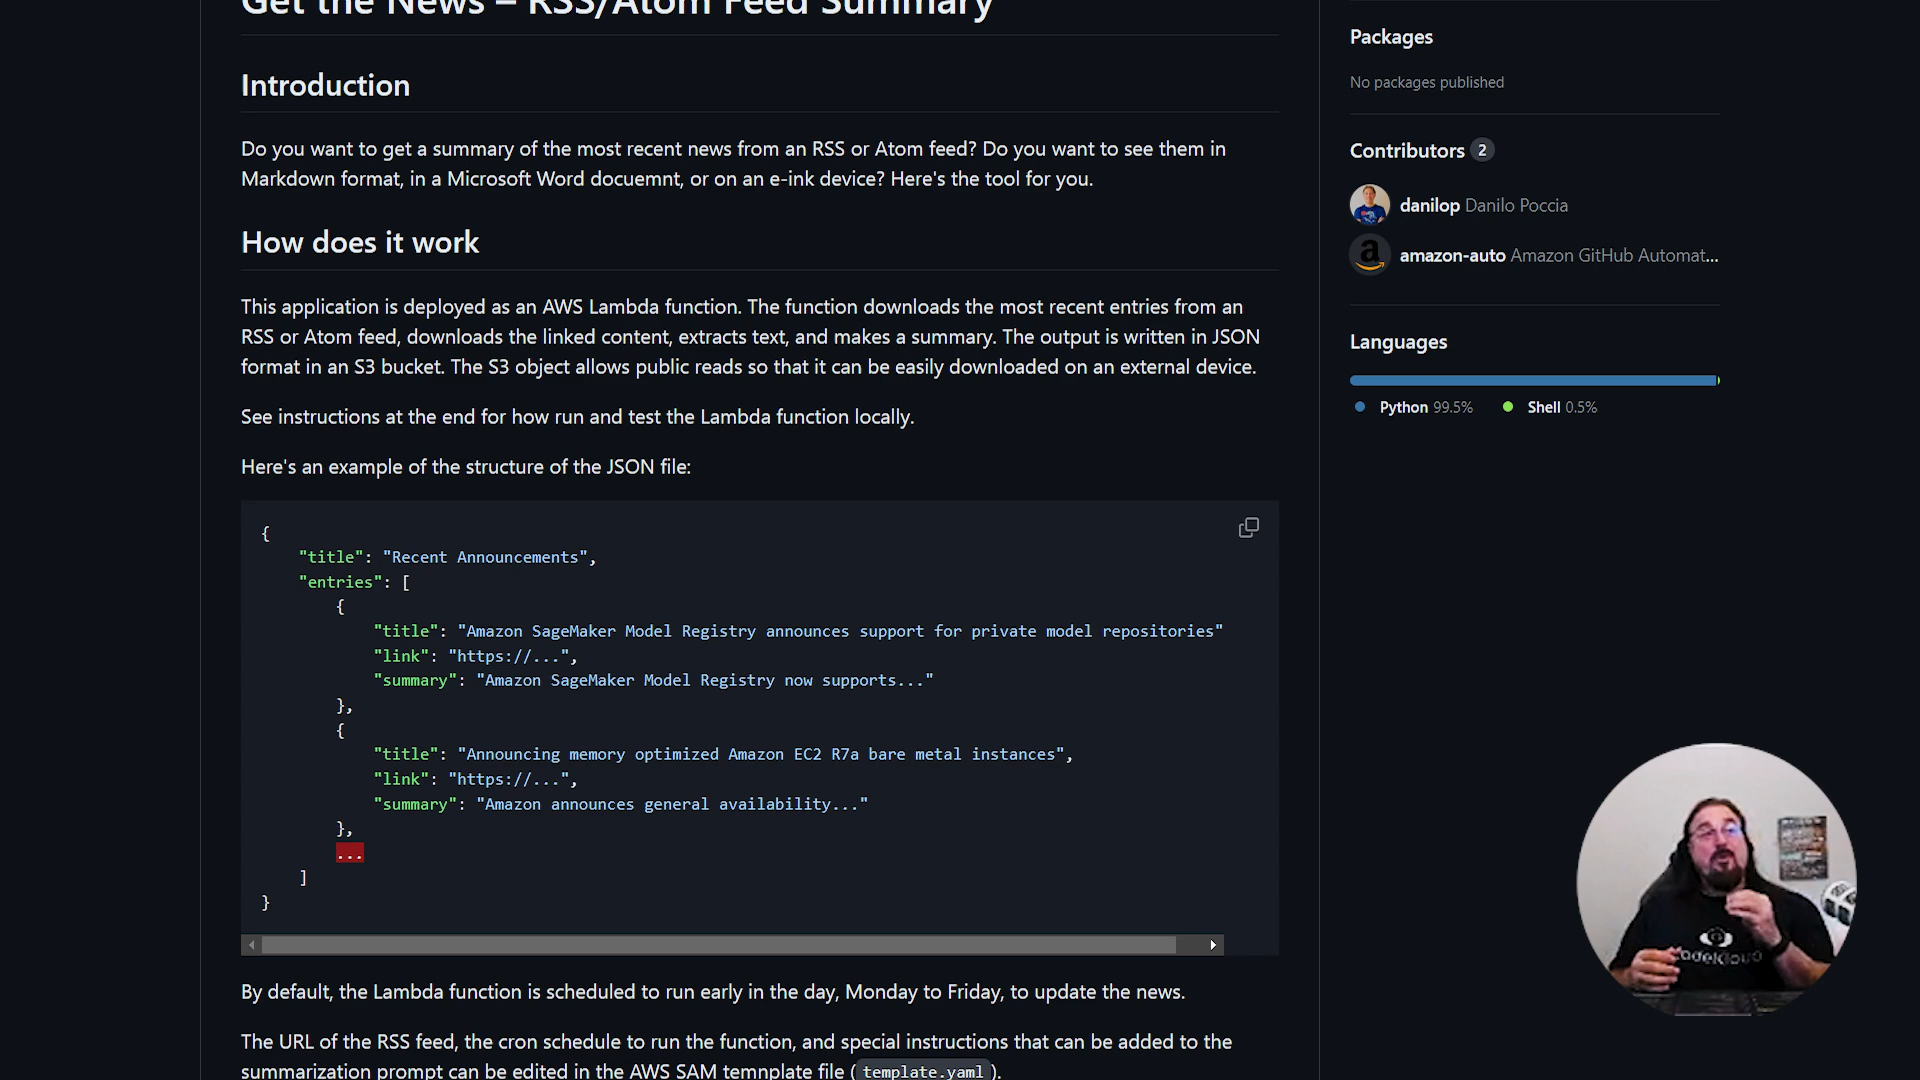 Get the News – RSS/Atom Feed Summary
Introduction
Do you want to get a summary of the most recent news from an RSS or Atom feed? Do you want to see them in
Markdown format, in a Microsoft Word docuemnt, or on an e-ink device? Here's the tool for you.
How does it work
This application is deployed as an AWS Lambda function. The function downloads the most recent entries from an
RSS or Atom feed, downloads the linked content, extracts text, and makes a summary. The output is written in JSON
format in an S3 bucket. The S3 object allows public reads so that it can be easily downloaded on an external device.
See instructions at the end for how run and test the Lambda function locally.
Here's an example of the structure of the JSON file:
{
"title": "Recent Announcements",
"entries": [
{
"title": "Amazon SageMaker Model Registry announces support for private model repositories"
"link": "https://...",
"summary": "Amazon SageMaker Model Registry now supports..."
},
{
"title": "Announcing memory optimized Amazon EC2 R7a bare metal instances",
"link": "https://...",
"summary": "Amazon announces general availability..."
},
...
]
}
By default, the Lambda function is scheduled to run early in the day, Monday to Friday, to update the news.
The URL of the RSS feed, the cron schedule to run the function, and special instructions that can be added to the
summarization prompt can be edited in the AWS SAM temnplate file ( template.yaml ).
Packages
No packages published
Contributors 2
danilop Danilo Poccia
amazon-auto Amazon GitHub Automat...
Languages
Python 99.5% Shell 0.5%